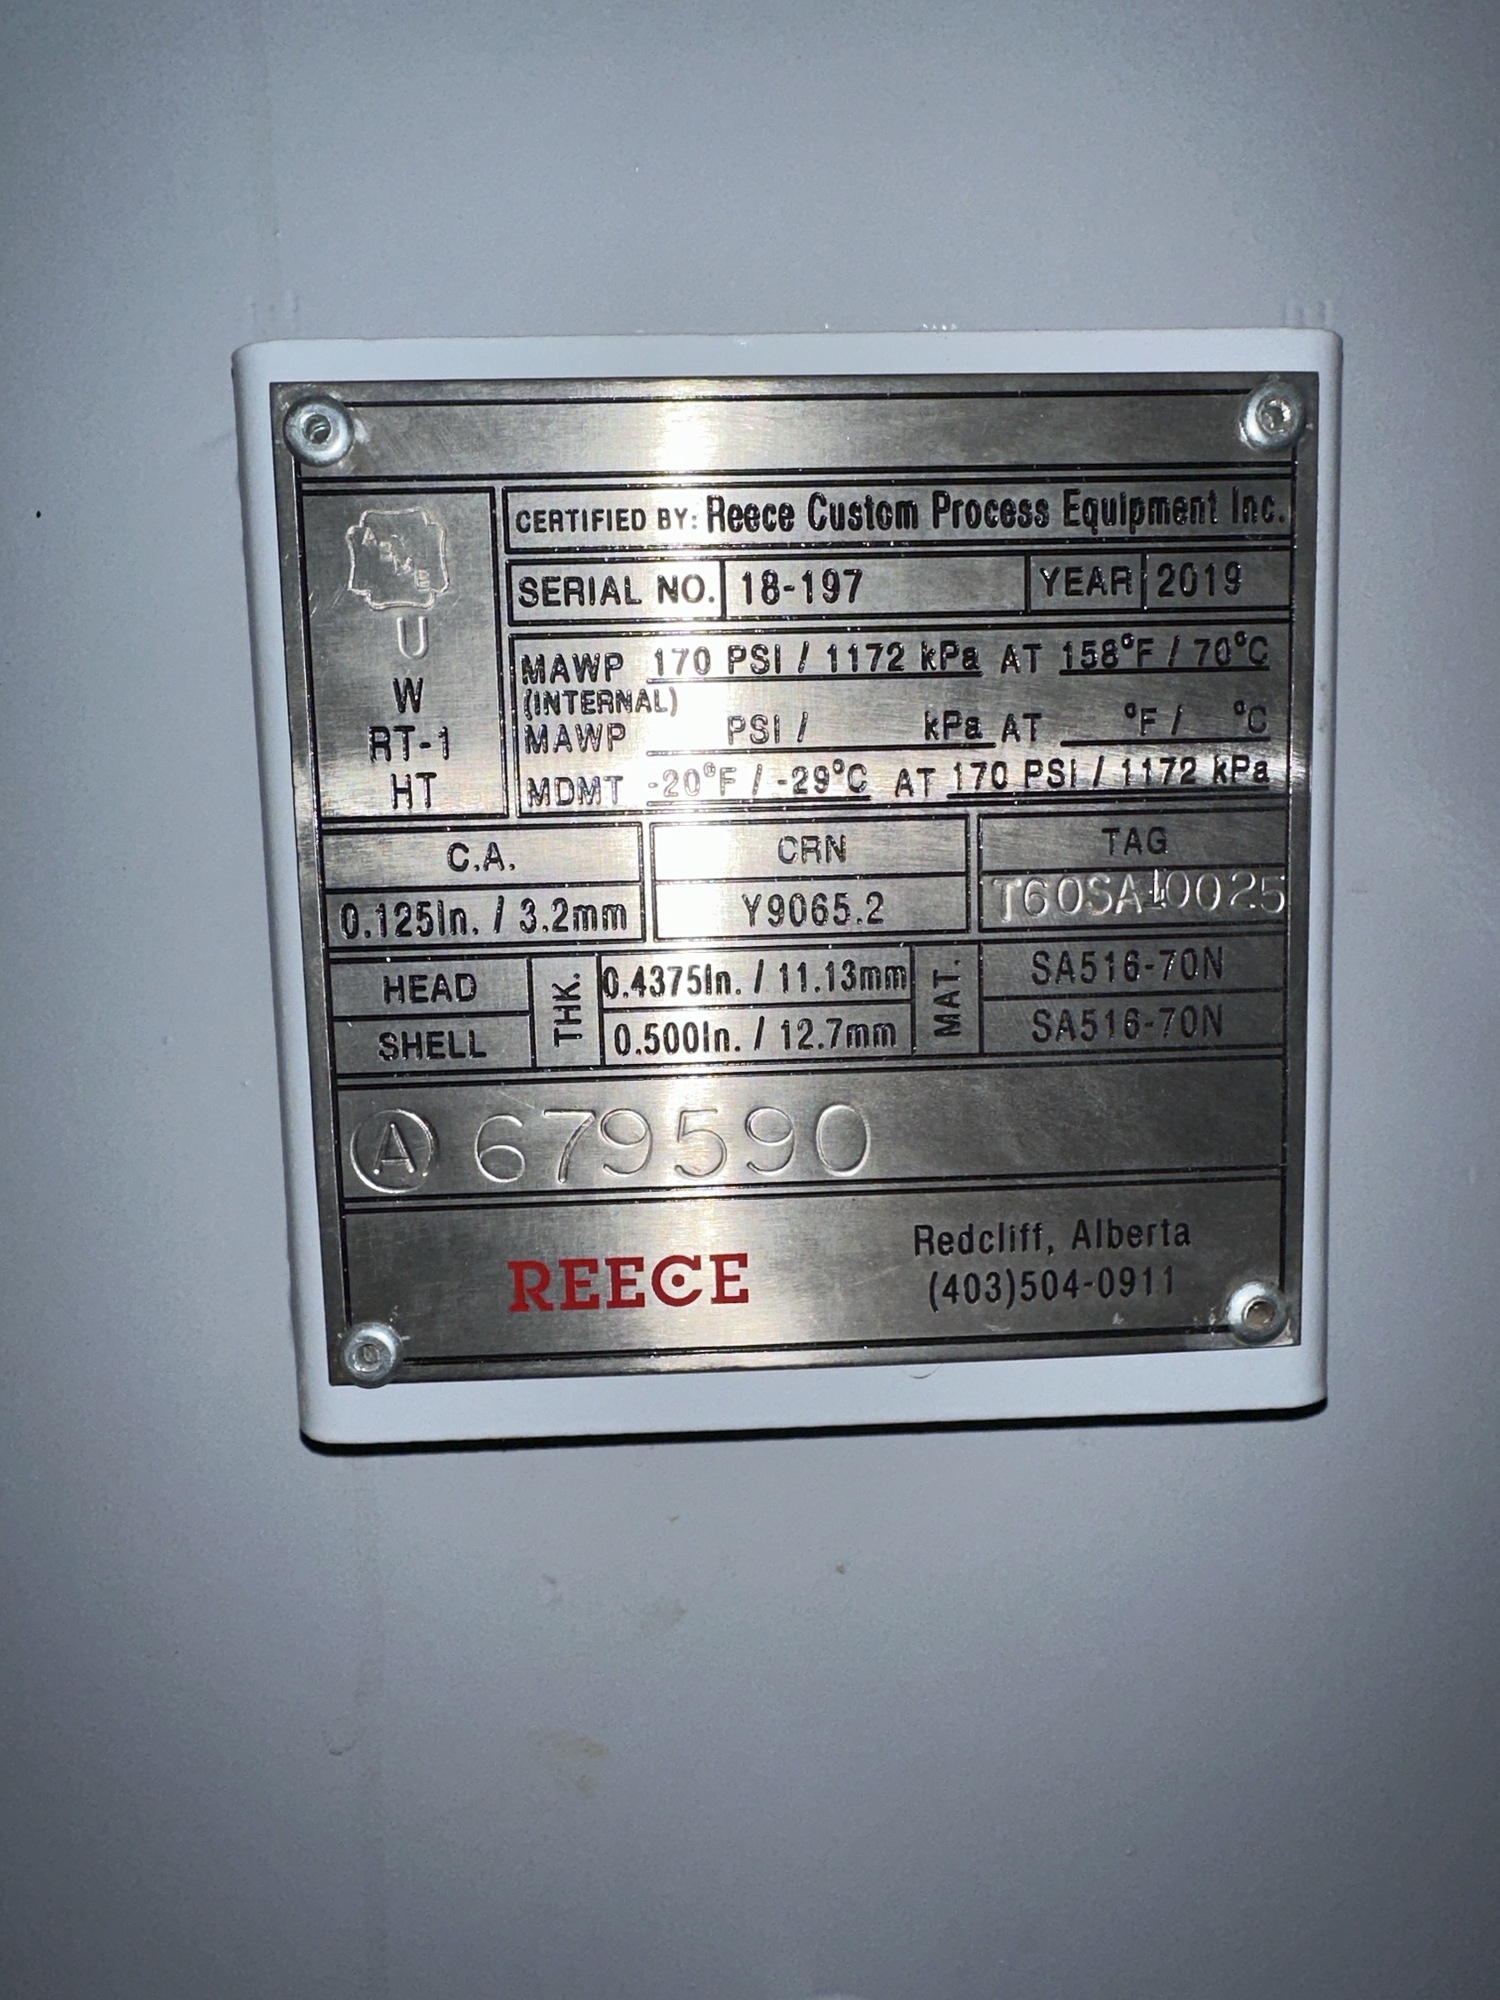 ASME
U
W
RT-1
HT
CERTIFIED BY: Reece Custom Process Equipment Inc.
SERIAL NO. 18-197 YEAR 2019
MAWP 170 PSI / 1172 kPa AT 158°F / 70°C
(INTERNAL)
MAWP PSI / kPa AT °F / °C
MDMT -20°F / -29°C AT 170 PSI / 1172 kPa
C.A. CRN TAG
0.125in. / 3.2mm Y9065.2 T60SA10025
HEAD THK. 0.4375in. / 11.13mm MAT. SA516-70N
SHELL 0.500in. / 12.7mm SA516-70N
A 679590
REECE
Redcliff, Alberta
(403)504-0911